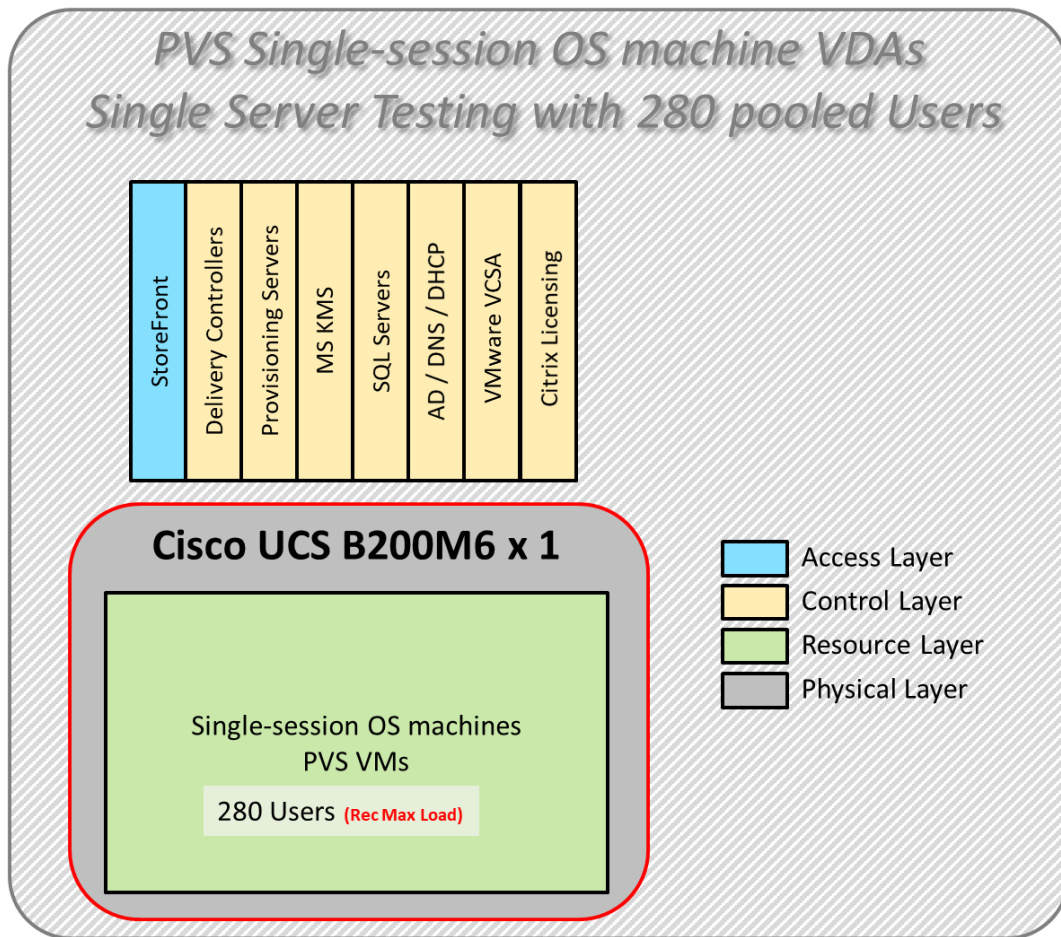 PVS Single-session OS machine VDAs
Single Server Testing with 280 pooled Users
StoreFront
Delivery Controllers
Provisioning Servers
MS KMS
SQL Servers
AD / DNS / DHCP
VMware VCSA
Citrix Licensing
Cisco UCS B200M6 x 1
Single-session OS machines
PVS VMs
280 Users (Rec Max Load)
Access Layer
Control Layer
Resource Layer
Physical Layer